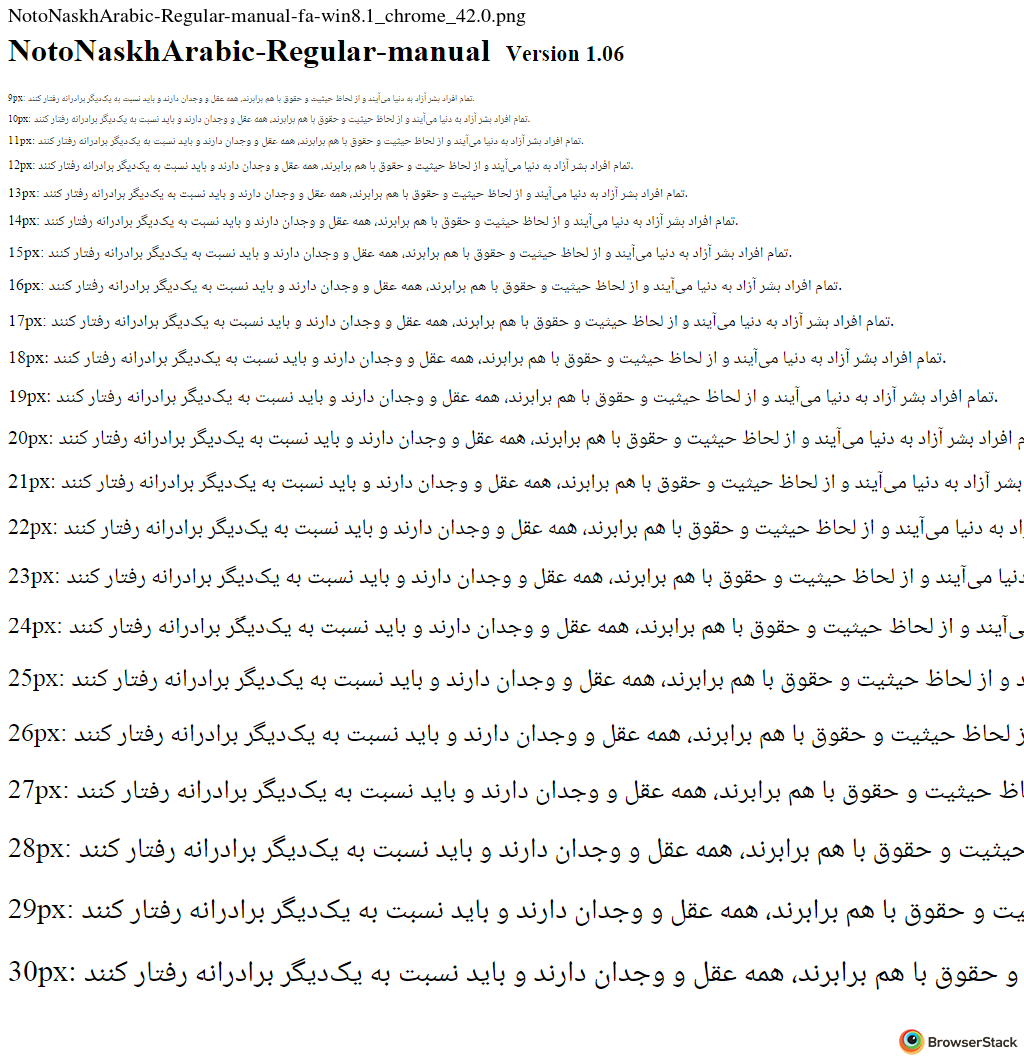 NotoNaskhArabic-Regular-manual-fa-win8.1_chrome_42.0.png
NotoNaskhArabic-Regular-manual Version 1.06
9px: تمام افراد بشر آزاد به دنیا می‌آیند و از لحاظ حیثیت و حقوق با هم برابرند، همه عقل و وجدان دارند و باید نسبت به یک‌دیگر برادرانه رفتار کنند.
10px: تمام افراد بشر آزاد به دنیا می‌آیند و از لحاظ حیثیت و حقوق با هم برابرند، همه عقل و وجدان دارند و باید نسبت به یک‌دیگر برادرانه رفتار کنند.
11px: تمام افراد بشر آزاد به دنیا می‌آیند و از لحاظ حیثیت و حقوق با هم برابرند، همه عقل و وجدان دارند و باید نسبت به یک‌دیگر برادرانه رفتار کنند.
12px: تمام افراد بشر آزاد به دنیا می‌آیند و از لحاظ حیثیت و حقوق با هم برابرند، همه عقل و وجدان دارند و باید نسبت به یک‌دیگر برادرانه رفتار کنند.
13px: تمام افراد بشر آزاد به دنیا می‌آیند و از لحاظ حیثیت و حقوق با هم برابرند، همه عقل و وجدان دارند و باید نسبت به یک‌دیگر برادرانه رفتار کنند.
14px: تمام افراد بشر آزاد به دنیا می‌آیند و از لحاظ حیثیت و حقوق با هم برابرند، همه عقل و وجدان دارند و باید نسبت به یک‌دیگر برادرانه رفتار کنند.
15px: تمام افراد بشر آزاد به دنیا می‌آیند و از لحاظ حیثیت و حقوق با هم برابرند، همه عقل و وجدان دارند و باید نسبت به یک‌دیگر برادرانه رفتار کنند.
16px: تمام افراد بشر آزاد به دنیا می‌آیند و از لحاظ حیثیت و حقوق با هم برابرند، همه عقل و وجدان دارند و باید نسبت به یک‌دیگر برادرانه رفتار کنند.
17px: تمام افراد بشر آزاد به دنیا می‌آیند و از لحاظ حیثیت و حقوق با هم برابرند، همه عقل و وجدان دارند و باید نسبت به یک‌دیگر برادرانه رفتار کنند.
18px: تمام افراد بشر آزاد به دنیا می‌آیند و از لحاظ حیثیت و حقوق با هم برابرند، همه عقل و وجدان دارند و باید نسبت به یک‌دیگر برادرانه رفتار کنند.
19px: تمام افراد بشر آزاد به دنیا می‌آیند و از لحاظ حیثیت و حقوق با هم برابرند، همه عقل و وجدان دارند و باید نسبت به یک‌دیگر برادرانه رفتار کنند.
20px: افراد بشر آزاد به دنیا می‌آیند و از لحاظ حیثیت و حقوق با هم برابرند، همه عقل و وجدان دارند و باید نسبت به یک‌دیگر برادرانه رفتار کنند
21px: بشر آزاد به دنیا می‌آیند و از لحاظ حیثیت و حقوق با هم برابرند، همه عقل و وجدان دارند و باید نسبت به یک‌دیگر برادرانه رفتار کنند
22px: به دنیا می‌آیند و از لحاظ حیثیت و حقوق با هم برابرند، همه عقل و وجدان دارند و باید نسبت به یک‌دیگر برادرانه رفتار کنند
23px: دنیا می‌آیند و از لحاظ حیثیت و حقوق با هم برابرند، همه عقل و وجدان دارند و باید نسبت به یک‌دیگر برادرانه رفتار کنند
24px: و از لحاظ حیثیت و حقوق با هم برابرند، همه عقل و وجدان دارند و باید نسبت به یک‌دیگر برادرانه رفتار کنند
25px: و از لحاظ حیثیت و حقوق با هم برابرند، همه عقل و وجدان دارند و باید نسبت به یک‌دیگر برادرانه رفتار کنند
26px: لحاظ حیثیت و حقوق با هم برابرند، همه عقل و وجدان دارند و باید نسبت به یک‌دیگر برادرانه رفتار کنند
27px: حیثیت و حقوق با هم برابرند، همه عقل و وجدان دارند و باید نسبت به یک‌دیگر برادرانه رفتار کنند
28px: حیثیت و حقوق با هم برابرند، همه عقل و وجدان دارند و باید نسبت به یک‌دیگر برادرانه رفتار کنند
29px: و حقوق با هم برابرند، همه عقل و وجدان دارند و باید نسبت به یک‌دیگر برادرانه رفتار کنند
30px: و حقوق با هم برابرند، همه عقل و وجدان دارند و باید نسبت به یک‌دیگر برادرانه رفتار کنند
BrowserStack